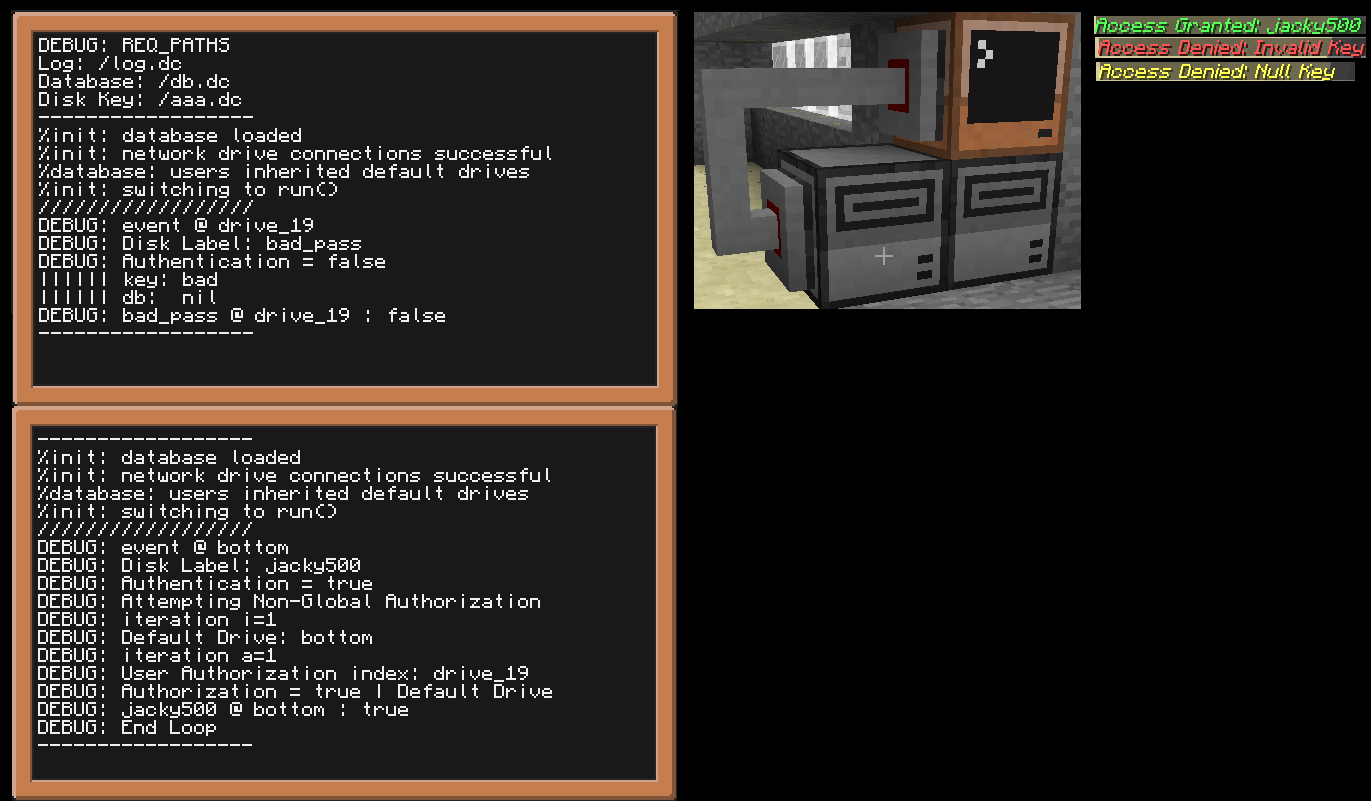 DEBUG: REQ_PATHS
Log: /log.dc
Database: /db.dc
Disk Key: /aaa.dc
------------------
%init: database loaded
%init: network drive connections successful
%database: users inherited default drives
%init: switching to run()
//////////////////
DEBUG: event @ drive_19
DEBUG: Disk Label: bad_pass
DEBUG: Authentication = false
|||||| key: bad
|||||| db:  nil
DEBUG: bad_pass @ drive_19 : false
------------------
------------------
%init: database loaded
%init: network drive connections successful
%database: users inherited default drives
%init: switching to run()
//////////////////
DEBUG: event @ bottom
DEBUG: Disk Label: jacky500
DEBUG: Authentication = true
DEBUG: Attempting Non-Global Authorization
DEBUG: iteration i=1
DEBUG: Default Drive: bottom
DEBUG: iteration a=1
DEBUG: User Authorization index: drive_19
DEBUG: Authorization = true | Default Drive
DEBUG: jacky500 @ bottom : true
DEBUG: End Loop
------------------
Access Granted: jacky500
Access Denied: Invalid Key
Access Denied: Null Key